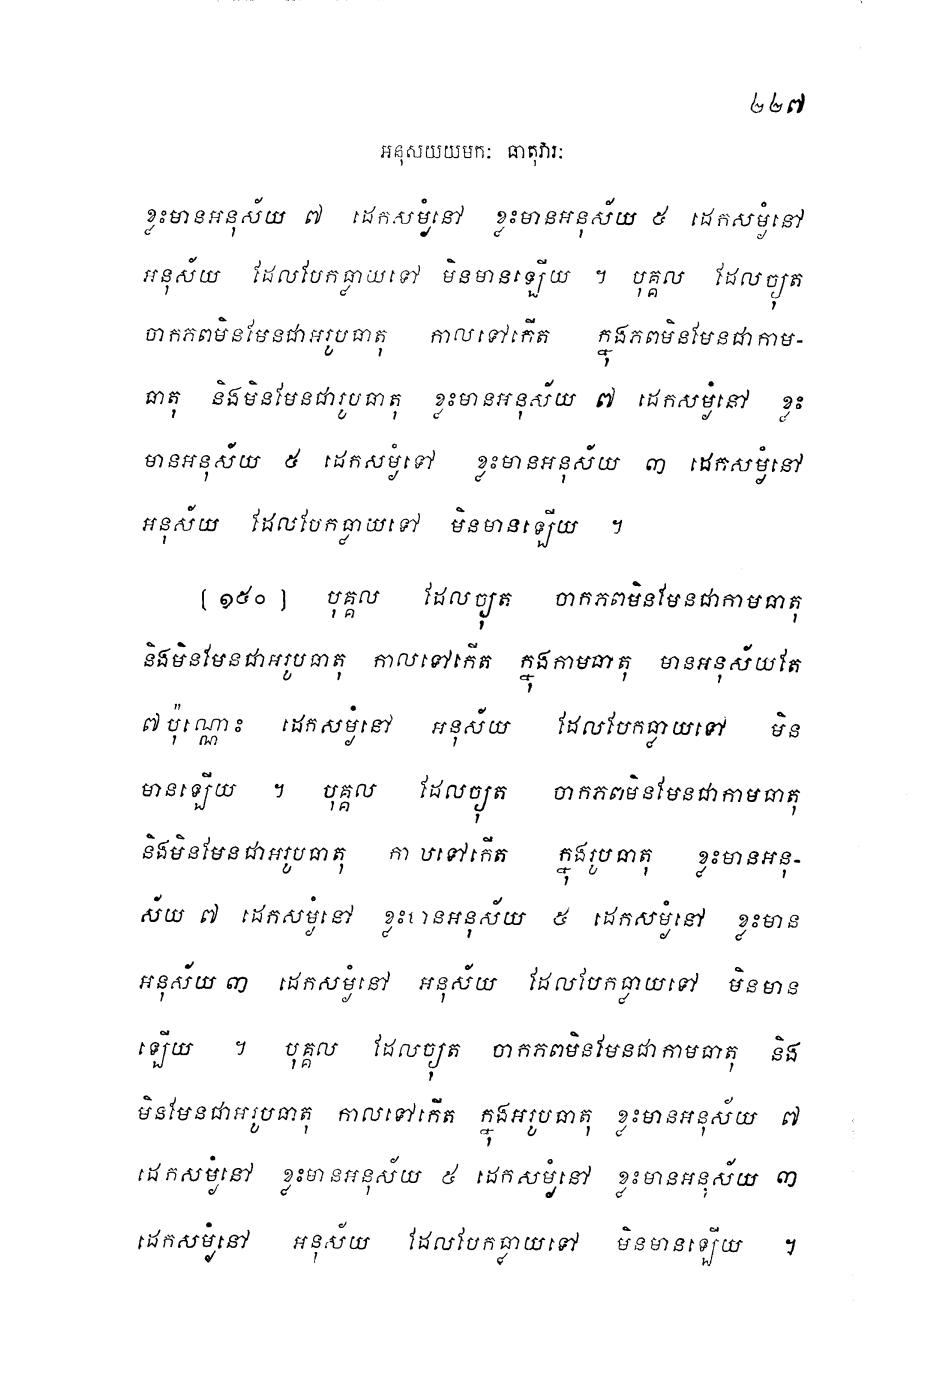 ២២៧
អនុសយយមកៈ ធាតុវារៈ
ខ្លះមានអនុស័យ ៧ ដេកសម្ងំនៅ ខ្លះមានអនុស័យ ៥ ដេកសម្ងំនៅ
អនុស័យ ដែលបែកធ្លាយទៅ មិនមានឡើយ ។ បុគ្គល ដែលច្យុត
ចាកភពមិនមែនជាអរូបធាតុ កាលទៅកើត ក្នុងភពមិនមែនជាកាម-
ធាតុ និងមិនមែនជារូបធាតុ ខ្លះមានអនុស័យ ៧ ដេកសម្ងំនៅ ខ្លះ
មានអនុស័យ ៥ ដេកសម្ងំទៅ ខ្លះមានអនុស័យ ៣ ដេកសម្ងំនៅ
អនុស័យ ដែលបែកធ្លាយទៅ មិនមានឡើយ ។
[ ១៥០ ] បុគ្គល ដែលច្យុត ចាកភពមិនមែនជាកាមធាតុ
និងមិនមែនជាអរូបធាតុ កាលទៅកើត ក្នុងកាមធាតុ មានអនុស័យតែ
៧ប៉ុណ្ណោះ ដេកសម្ងំនៅ អនុស័យ ដែលបែកធ្លាយទៅ មិន
មានឡើយ ។ បុគ្គល ដែលច្យុត ចាកភពមិនមែនជាកាមធាតុ
និងមិនមែនជាអរូបធាតុ កាលទៅកើត ក្នុងរូបធាតុ ខ្លះមានអនុ-
ស័យ ៧ ដេកសម្ងំនៅ ខ្លះមានអនុស័យ ៥ ដេកសម្ងំនៅ ខ្លះមាន
អនុស័យ ៣ ដេកសម្ងំនៅ អនុស័យ ដែលបែកធ្លាយទៅ មិនមាន
ឡើយ ។ បុគ្គល ដែលច្យុត ចាកភពមិនមែនជាកាមធាតុ និង
មិនមែនជាអរូបធាតុ កាលទៅកើត ក្នុងអរូបធាតុ ខ្លះមានអនុស័យ ៧
ដេកសម្ងំនៅ ខ្លះមានអនុស័យ ៥ ដេកសម្ងំនៅ ខ្លះមានអនុស័យ ៣
ដេកសម្ងំនៅ អនុស័យ ដែលបែកធ្លាយទៅ មិនមានឡើយ ។